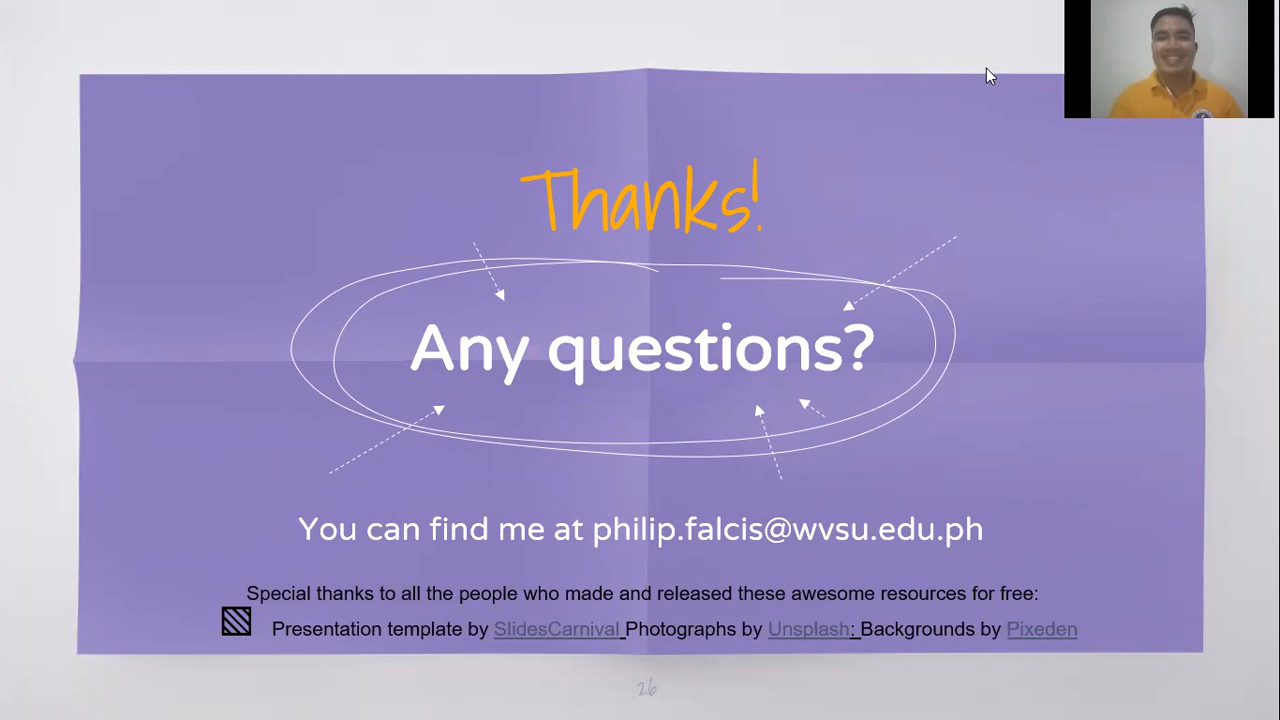 Thanks!
Any questions?
You can find me at philip.falcis@wvsu.edu.ph
Special thanks to all the people who made and released these awesome resources for free:
Presentation template by SlidesCarnival Photographs by Unsplash: Backgrounds by Pixeden
26